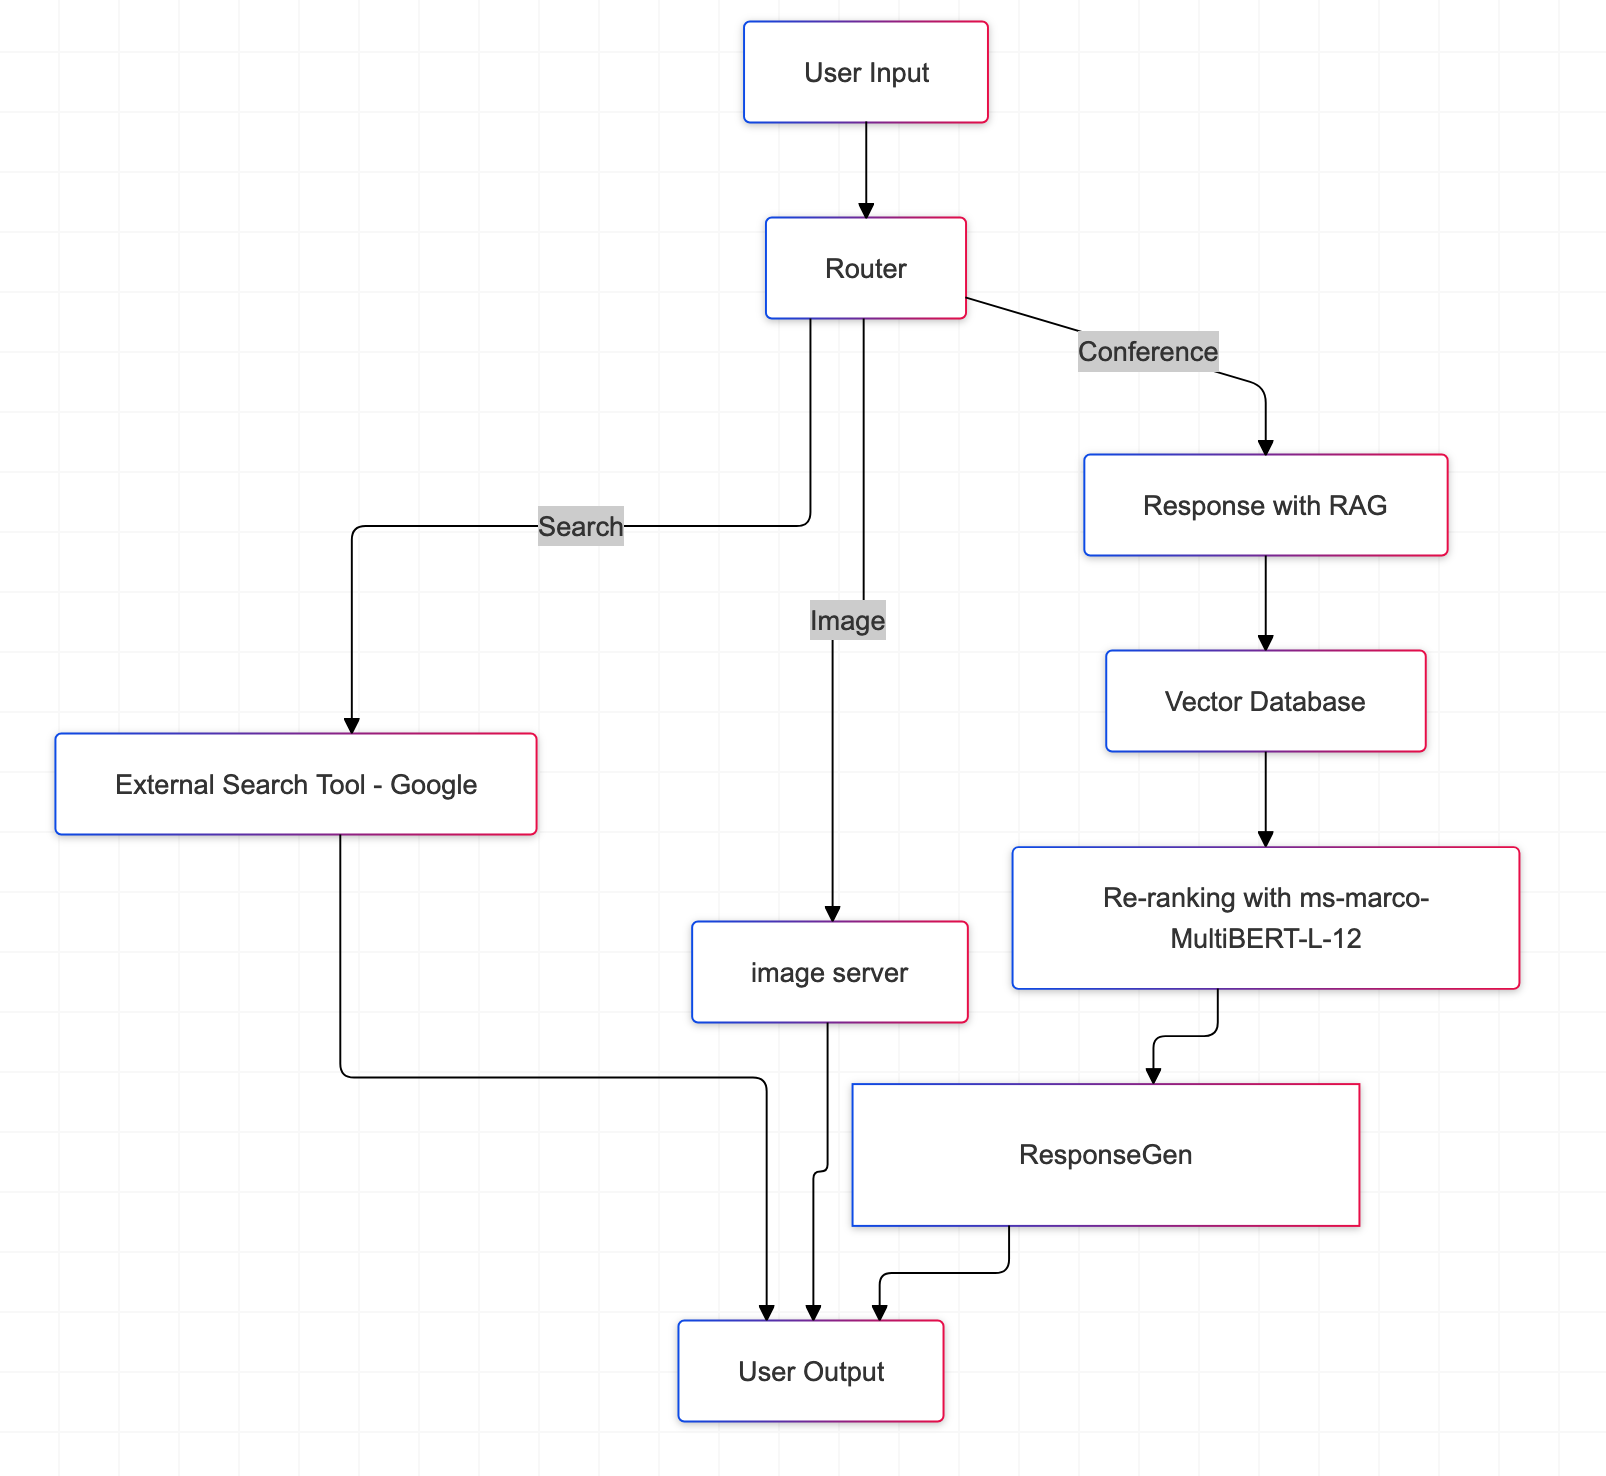 User Input
Router
Conference
Response with RAG
Search
Image
Vector Database
External Search Tool - Google
Re-ranking with ms-marco-
MultiBERT-L-12
image server
ResponseGen
User Output